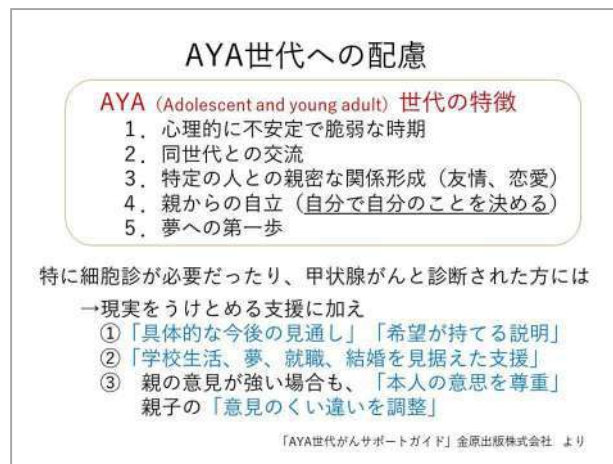 AYA世代への配慮
AYA（Adolescent and young adult）世代の特徴
1．心理的に不安定で脆弱な時期
2．同世代との交流
3．特定の人との親密な関係形成（友情、恋愛）
4．親からの自立（自分で自分のことを決める）
5．夢への第一歩
特に細胞診が必要だったり、甲状腺がんと診断された方には
→現実をうけとめる支援に加え
①「具体的な今後の見通し」「希望が持てる説明」
②「学校生活、夢、就職、結婚を見据えた支援」
③　親の意見が強い場合も、「本人の意思を尊重」
親子の「意見のくい違いを調整」
「AYA世代がんサポートガイド」金原出版株式会社　より